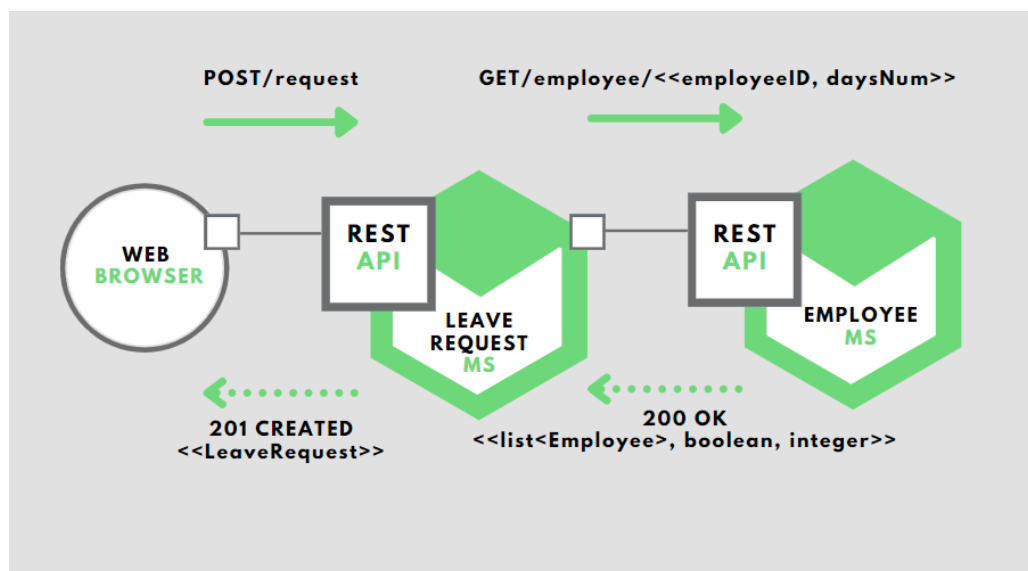 POST/request
GET/employee/<<employeeID, daysNum>>
WEB
BROWSER
REST
API
LEAVE
REQUEST
MS
REST
API
EMPLOYEE
MS
201 CREATED
<<LeaveRequest>>
200 OK
<<list<Employee>, boolean, integer>>